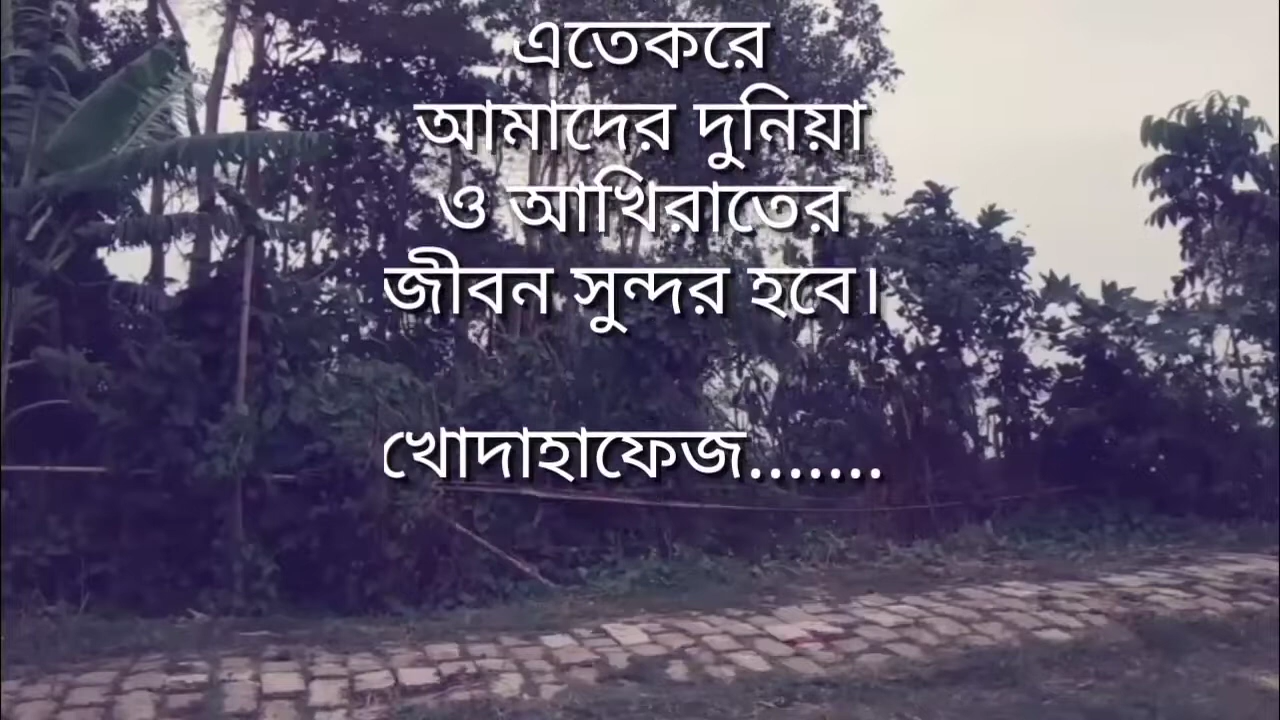 এতেকরে
আমাদের দুনিয়া
ও আখিরাতের
জীবন সুন্দর হবে।
খোদাহাফেজ.......